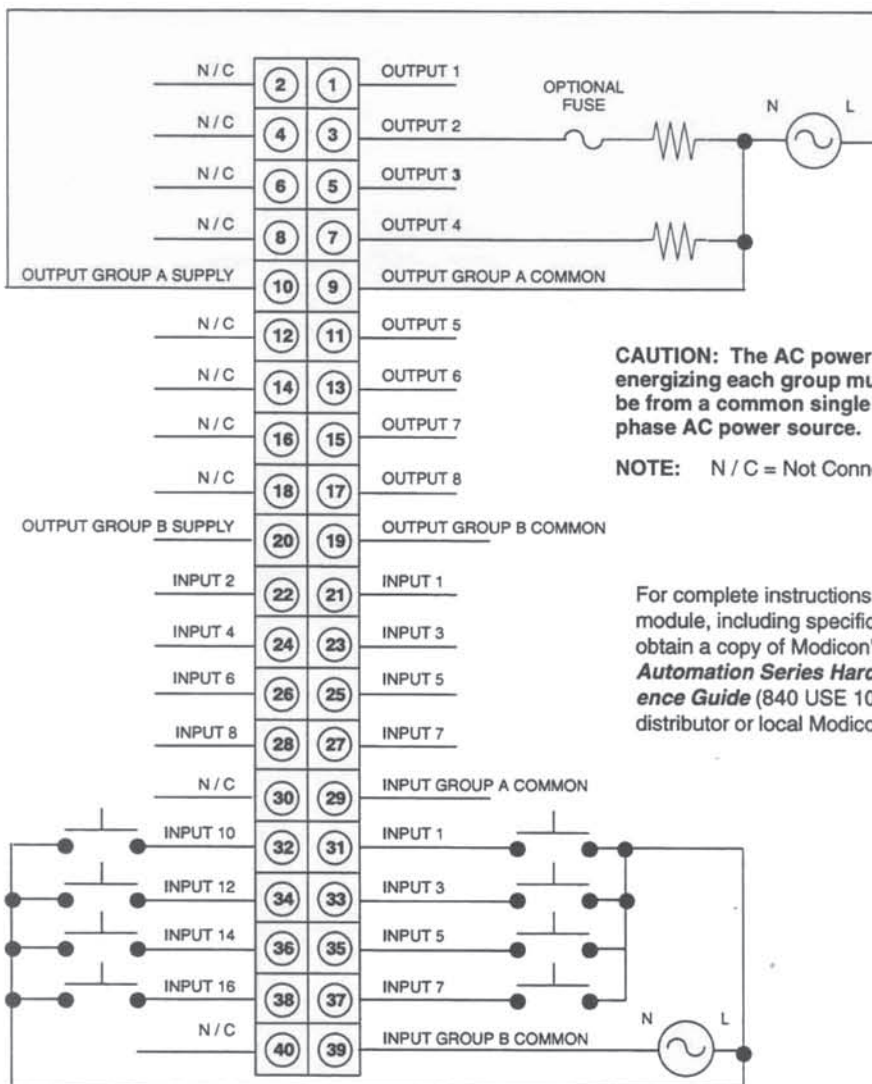 N / C 2 1 OUTPUT 1
OPTIONAL
FUSE
N L
N / C 4 3 OUTPUT 2
N / C 6 5 OUTPUT 3
N / C 8 7 OUTPUT 4
OUTPUT GROUP A SUPPLY 10 9 OUTPUT GROUP A COMMON
N / C 12 11 OUTPUT 5
N / C 14 13 OUTPUT 6
N / C 16 15 OUTPUT 7
N / C 18 17 OUTPUT 8
OUTPUT GROUP B SUPPLY 20 19 OUTPUT GROUP B COMMON
CAUTION: The AC power
energizing each group mu
be from a common single
phase AC power source.
NOTE: N / C = Not Conn
INPUT 2 22 21 INPUT 1
INPUT 4 24 23 INPUT 3
INPUT 6 26 25 INPUT 5
INPUT 8 28 27 INPUT 7
For complete instructions
module, including specific
obtain a copy of Modicon'
Automation Series Hard
ence Guide (840 USE 10
distributor or local Modico
N / C 30 29 INPUT GROUP A COMMON
INPUT 10 32 31 INPUT 1
INPUT 12 34 33 INPUT 3
INPUT 14 36 35 INPUT 5
INPUT 16 38 37 INPUT 7
N / C 40 39 INPUT GROUP B COMMON
N L